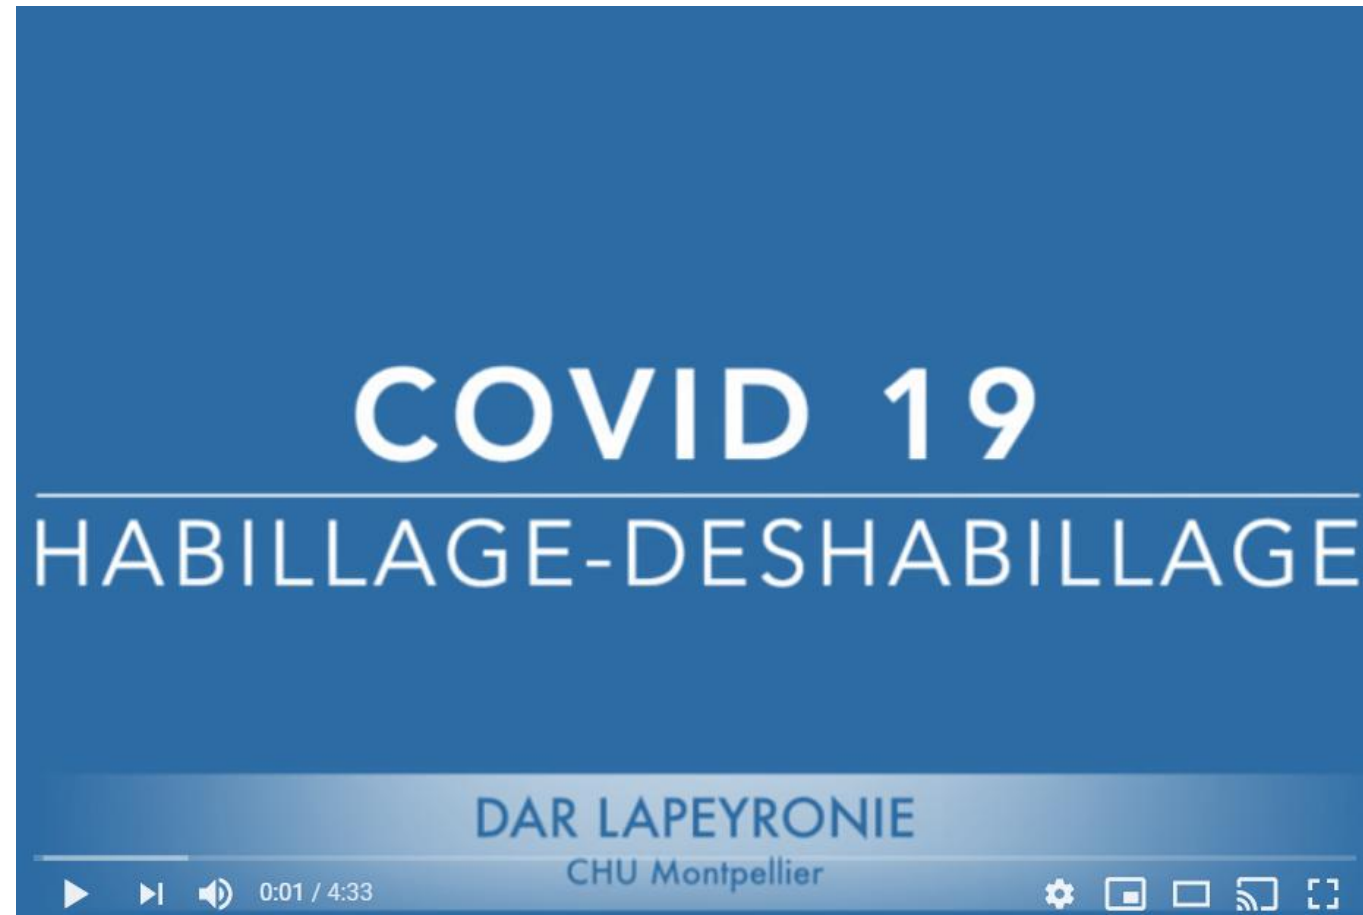 COVID 19
HABILLAGE-DESHABILLAGE
DAR LAPEYRONIE
CHU Montpellier
0:01 / 4:33